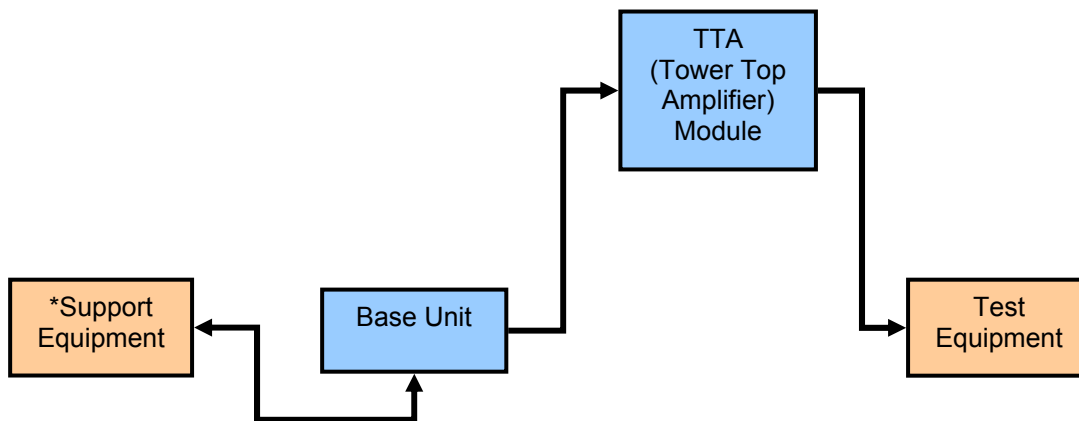 TTA
(Tower Top
Amplifier)
Module
*Support
Equipment
Base Unit
Test
Equipment